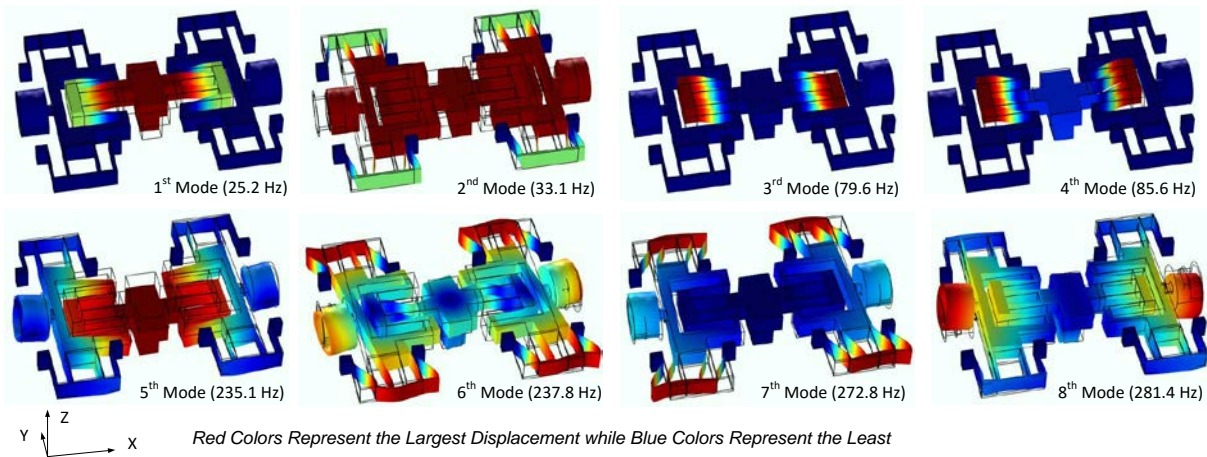 1st Mode (25.2 Hz)
2nd Mode (33.1 Hz)
3rd Mode (79.6 Hz)
4th Mode (85.6 Hz)
5th Mode (235.1 Hz)
6th Mode (237.8 Hz)
7th Mode (272.8 Hz)
8th Mode (281.4 Hz)
Z
Y
X
Red Colors Represent the Largest Displacement while Blue Colors Represent the Least